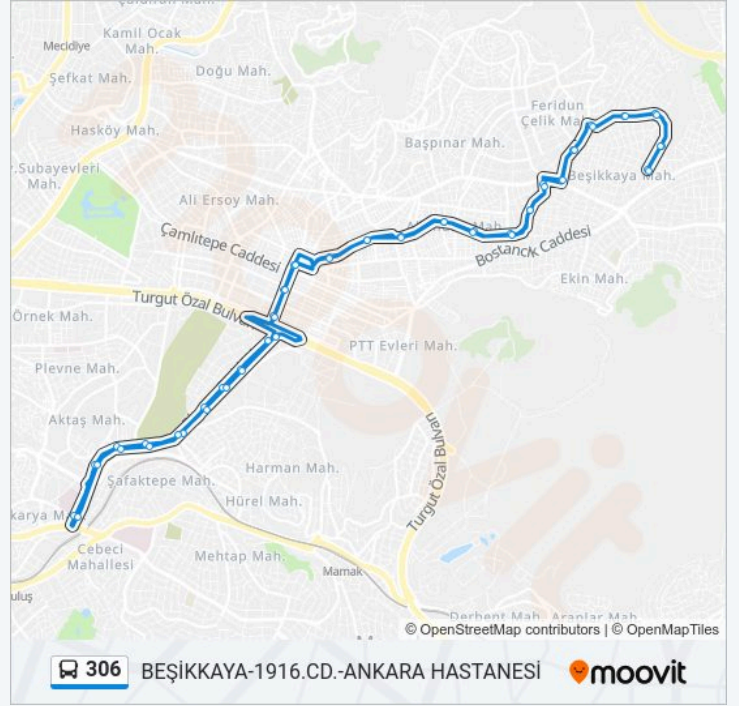 Kamil Ocak
Mah.
Mecidiye
Şefkat Mah.
Doğu Mah.
Feridun
Çelik
Hasköy Mah.
Başpınar Mah.
.Subayevleri
Mah.
Beşikkaya Mah.
Ali Ersoy Mah.
Mah.
Çamlıtepe Caddesi
Bostancık Caddesi
Ekin Mah.
Turgut Özal
Örnek Mah.
PTT Evleri Mah.
Plevne Mah.
Aktaş Mah.
Turgut Özal Bulvarı
Harman Mah.
Şafaktepe Mah.
Hürel Mah.
karya
Cebeci
Mahallesi
Mehtap Mah.
Mamak
uluş
Derbent Mah.
Araplar Mah.
© OpenStreetMap contributors | © OpenMapTiles
306 BEŞİKKAYA-1916.CD.-ANKARA HASTANESİ moovit